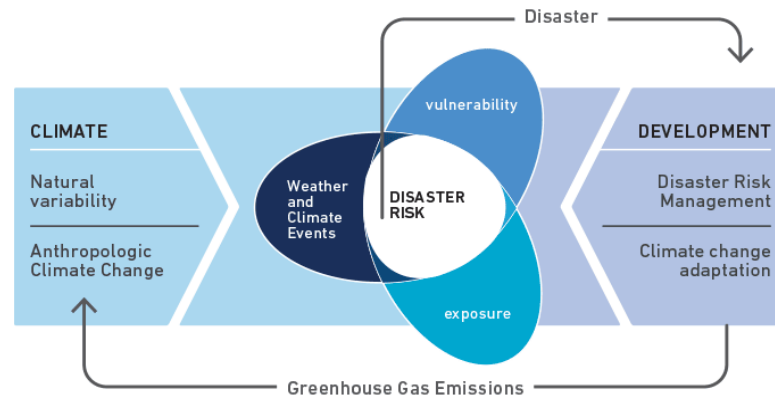 Disaster
CLIMATE
Natural
variability
Anthropologic
Climate Change
Weather
and
Climate
Events
vulnerability
DISASTER
RISK
exposure
DEVELOPMENT
Disaster Risk
Management
Climate change
adaptation
Greenhouse Gas Emissions